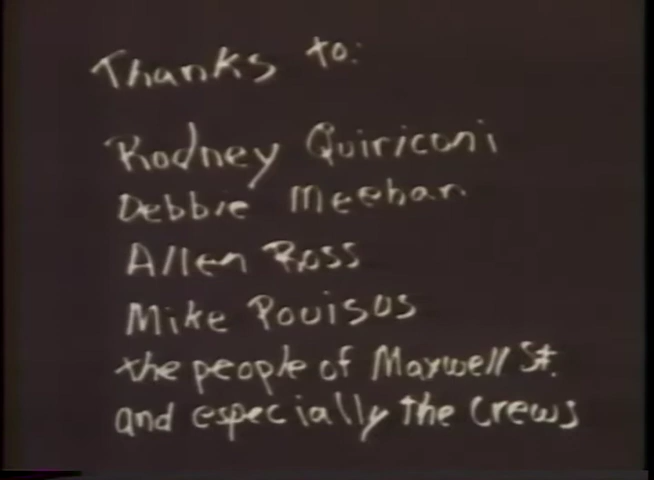 Thanks to:
Rodney Quiriconi
Debbie Meehan
Allen Ross
Mike Pouisos
the people of Maxwell St.
and especially the Crews